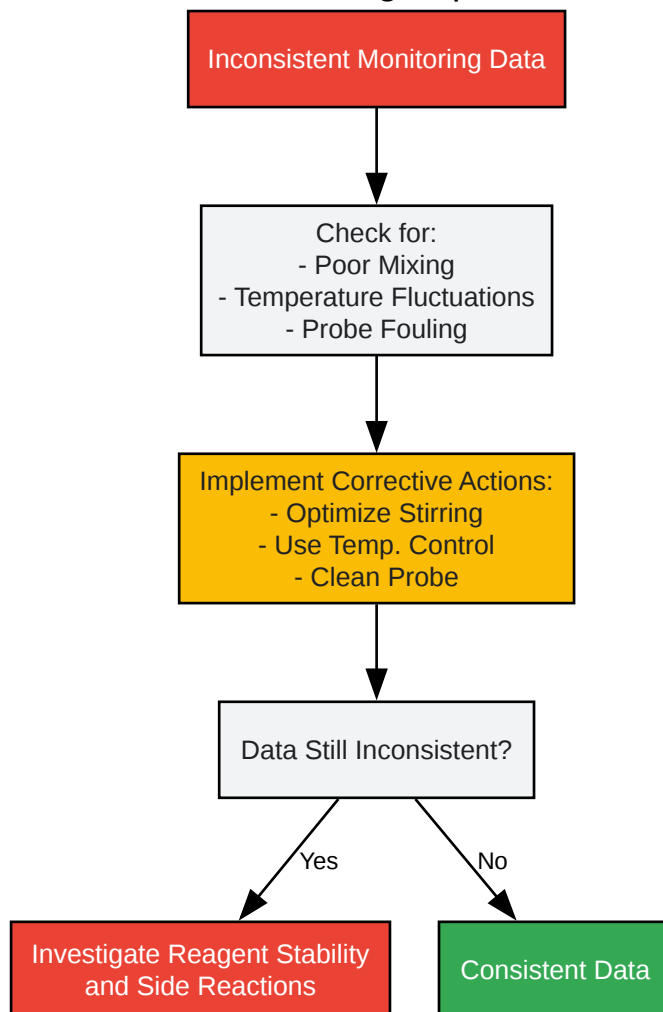 Inconsistent Monitoring Data
Check for:
- Poor Mixing
- Temperature Fluctuations
- Probe Fouling
Implement Corrective Actions:
- Optimize Stirring
- Use Temp. Control
- Clean Probe
Data Still Inconsistent?
Yes
No
Investigate Reagent Stability
and Side Reactions
Consistent Data